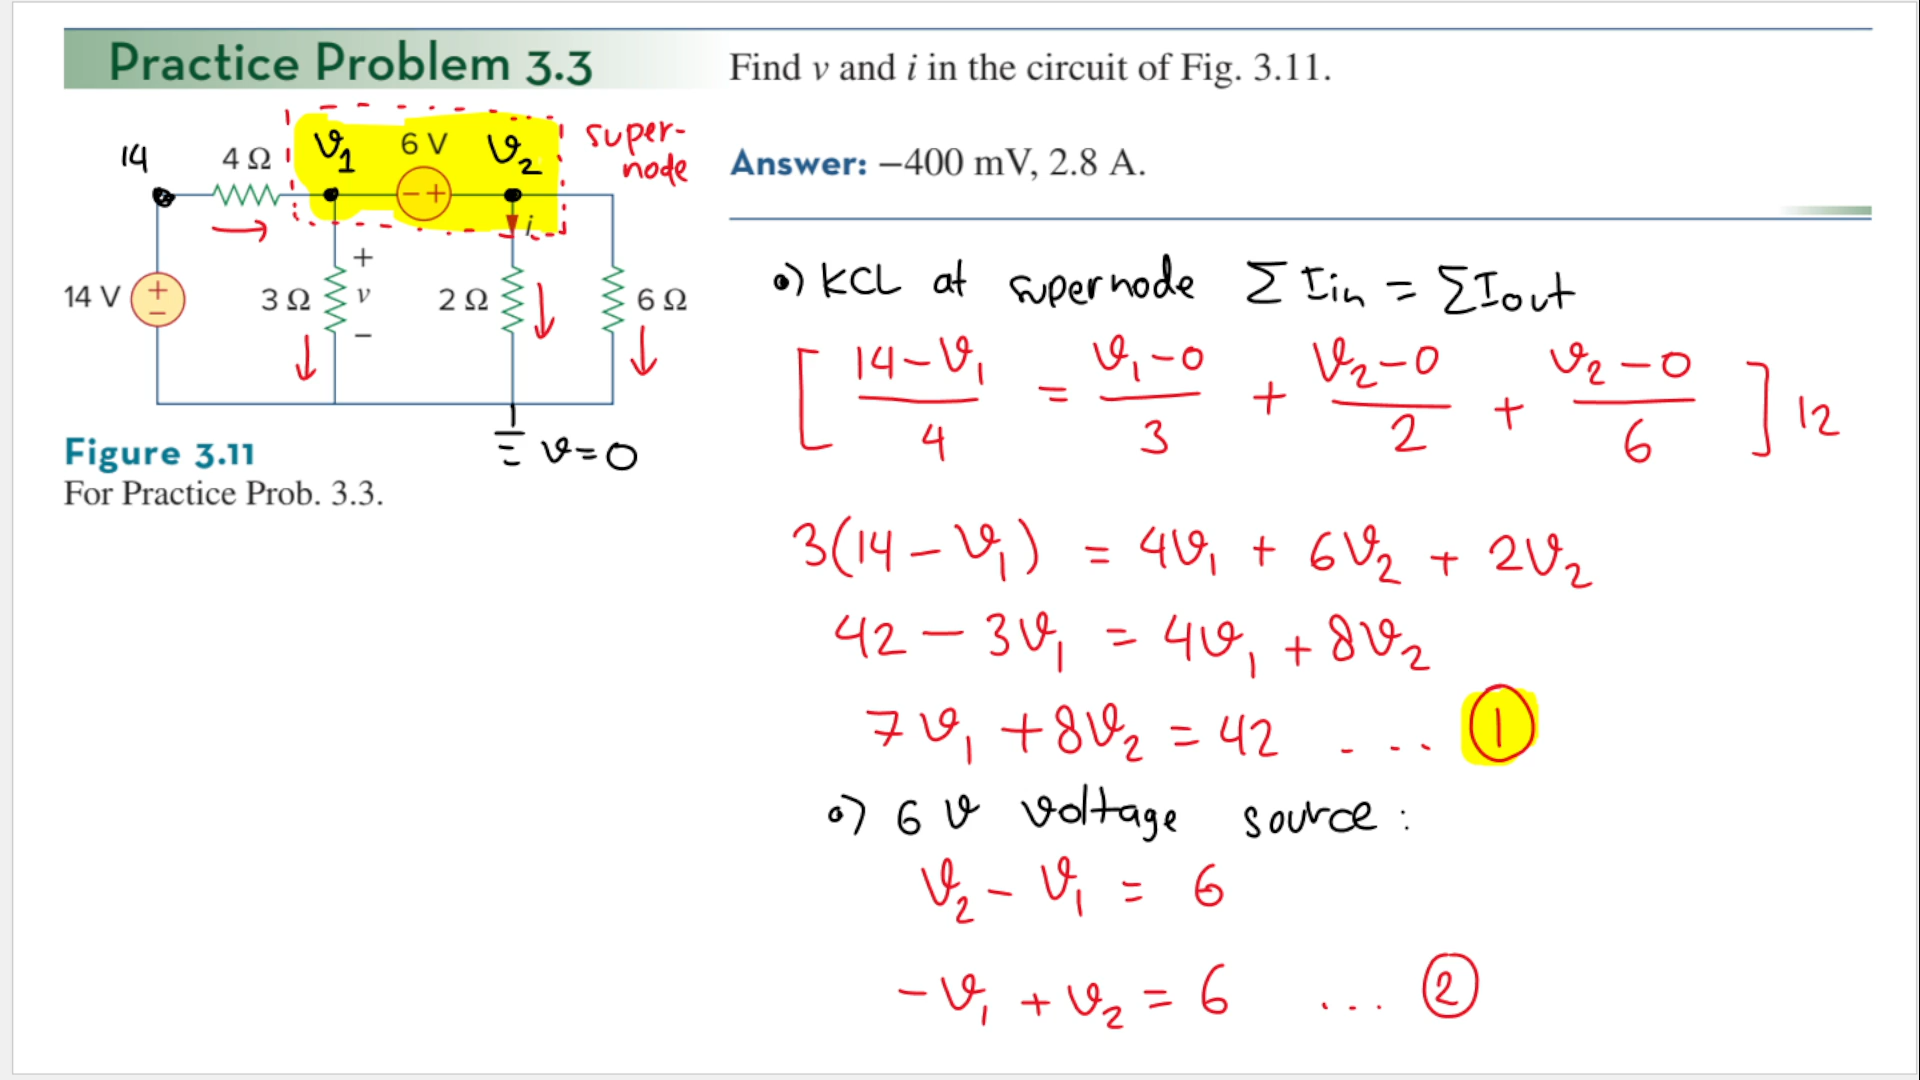 Practice Problem 3.3
Find v and i in the circuit of Fig. 3.11.
Answer: −400 mV, 2.8 A.
14
4 Ω
v₁
6 V
v₂
super-
node
− +
i
14 V
+
−
3 Ω
+
v
−
2 Ω
6 Ω
v=0
Figure 3.11
For Practice Prob. 3.3.
•) KCL at supernode Σ Iin = ΣIout
[ (14−v₁)/4 = (v₁−0)/3 + (v₂−0)/2 + (v₂−0)/6 ] 12
3(14 − v₁) = 4v₁ + 6v₂ + 2v₂
42 − 3v₁ = 4v₁ + 8v₂
7v₁ + 8v₂ = 42 .... ①
•) 6 v voltage source :
v₂ − v₁ = 6
−v₁ + v₂ = 6 ... ②